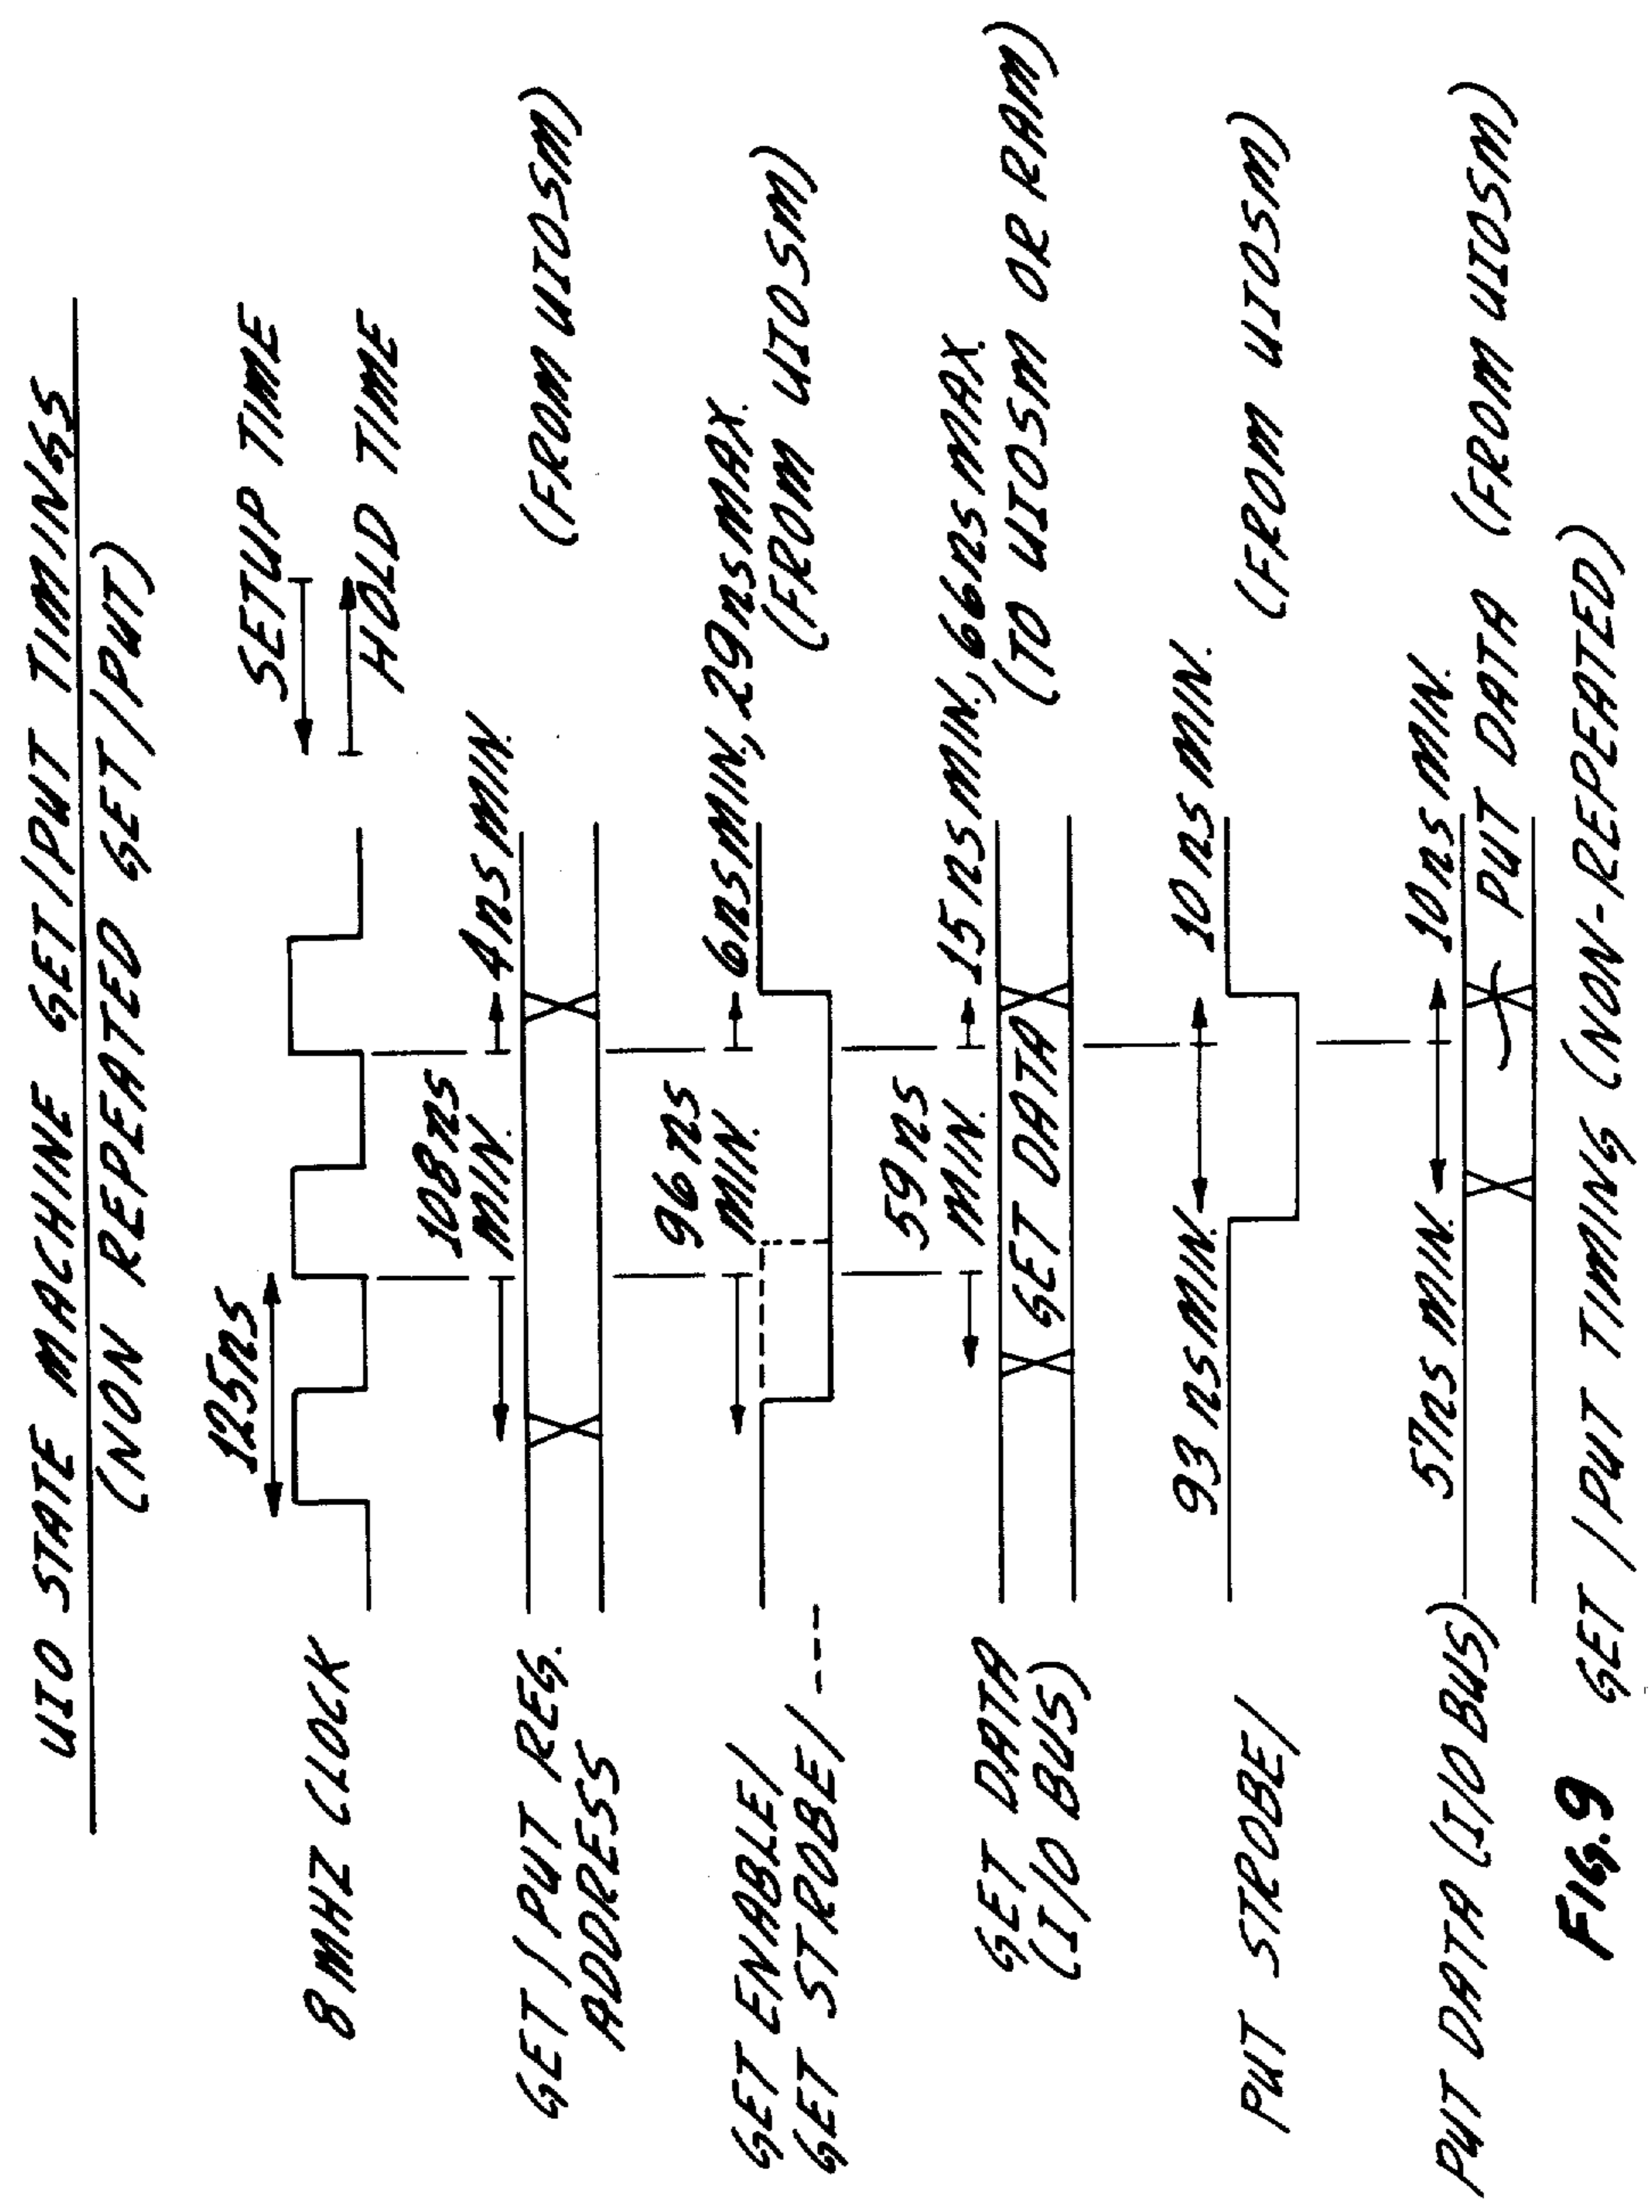 UIO STATE MACHINE GET/PUT TIMINGS
(NON REPEATED GET/PUT)
SETUP TIME
HOLD TIME
125ns
8 MHZ CLOCK
108ns
MIN.
4ns MIN.
GET/PUT REG.
ADDRESS
(FROM UIOSM)
96ns
MIN.
6ns MIN., 29ns MAX.
GET ENABLE/
GET STROBE/ ---
(FROM UIOSM)
59ns
MIN.
15ns MIN., 66ns MAX.
GET DATA
(I/O BUS)
GET DATA
(TO UIOSM OR RAM)
93ns MIN.
10ns MIN.
PUT STROBE/
(FROM UIOSM)
57ns MIN.
10ns MIN.
PUT DATA (I/O BUS)
PUT DATA
(FROM UIOSM)
FIG.9 GET/PUT TIMING (NON-REPEATED)